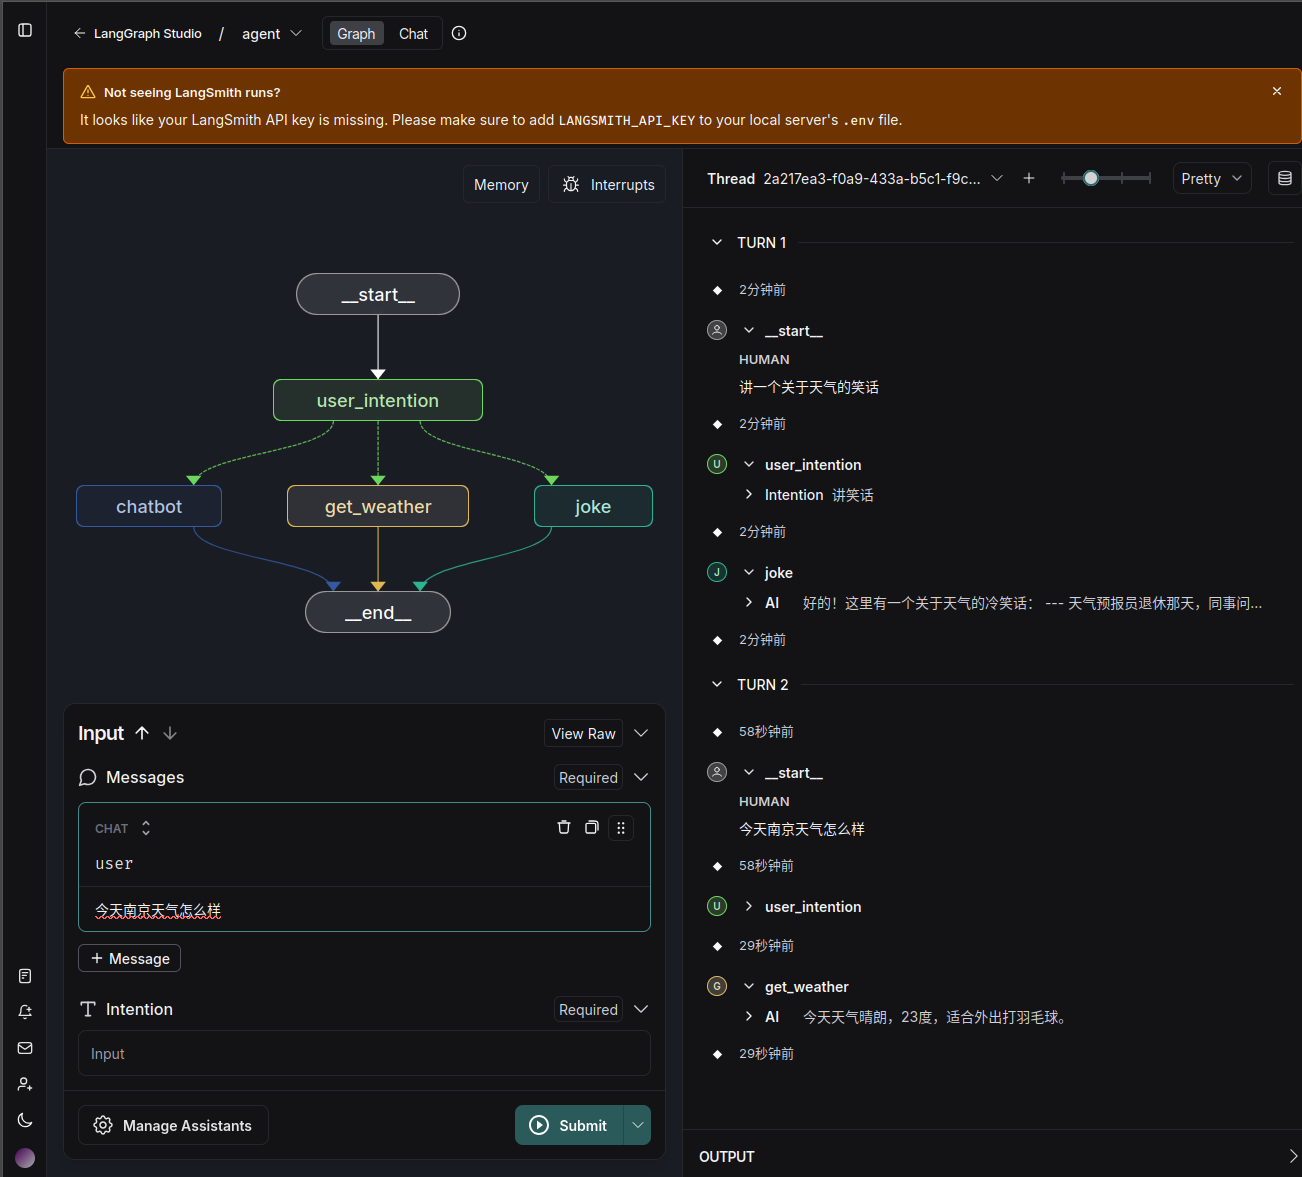 LangGraph Studio / agent Graph Chat
Not seeing LangSmith runs?
It looks like your LangSmith API key is missing. Please make sure to add LANGSMITH_API_KEY to your local server's .env file.
Memory Interrupts
__start__
user_intention
chatbot get_weather joke
__end__
Input View Raw
Messages Required
CHAT
user
今天南京天气怎么样
+ Message
Intention Required
Input
Manage Assistants Submit
Thread 2a217ea3-f0a9-433a-b5c1-f9c... Pretty
TURN 1
2分钟前
__start__
HUMAN
讲一个关于天气的笑话
2分钟前
U user_intention
Intention 讲笑话
2分钟前
J joke
AI 好的！这里有一个关于天气的冷笑话： --- 天气预报员退休那天，同事问...
2分钟前
TURN 2
58秒钟前
__start__
HUMAN
今天南京天气怎么样
58秒钟前
U user_intention
29秒钟前
G get_weather
AI 今天天气晴朗，23度，适合外出打羽毛球。
29秒钟前
OUTPUT